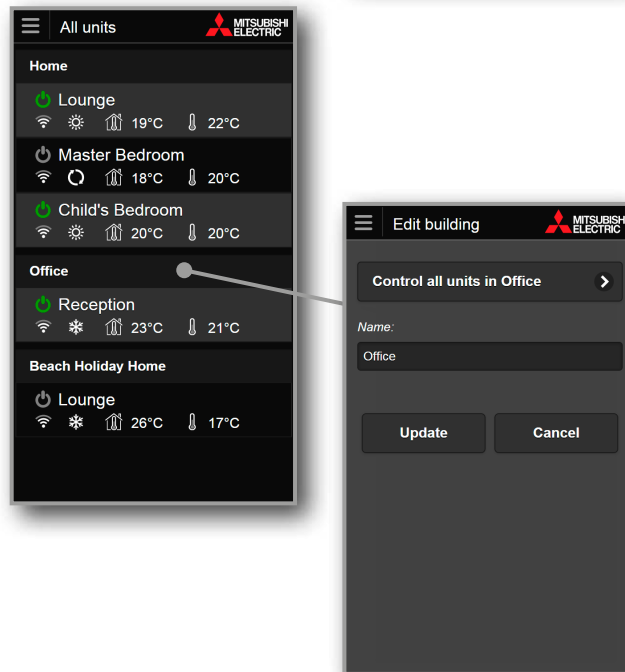 All units
MITSUBISHI
ELECTRIC
Home
Lounge
19°C 22°C
Master Bedroom
18°C 20°C
Child's Bedroom
20°C 20°C
Office
Reception
23°C 21°C
Beach Holiday Home
Lounge
26°C 17°C
Edit building
MITSUBISH
ELECTRIC
Control all units in Office
Name:
Office
Update Cancel